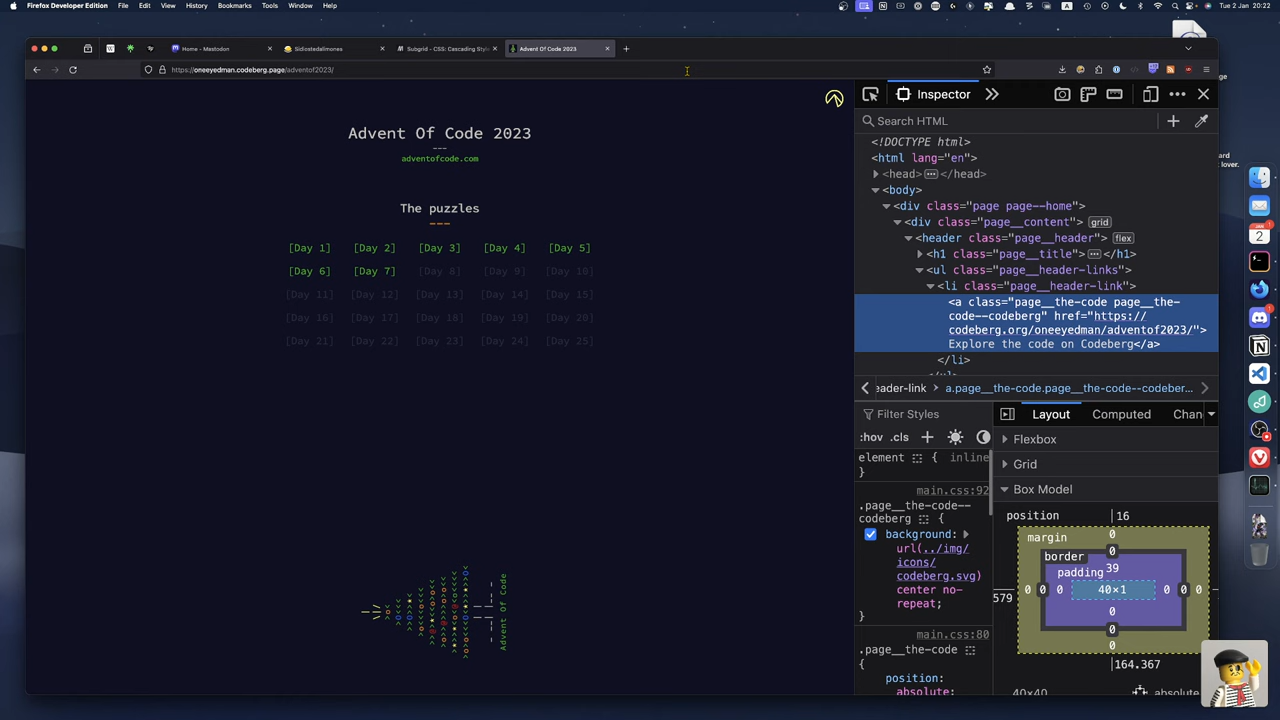 Firefox Developer Edition File Edit View History Bookmarks Tools Window Help A Tue 2 Jan 20:22
Home - Mastodon Sidiostedalimones Subgrid - CSS: Cascading Style Advent Of Code 2023
https://oneeyedman.codeberg.page/adventof2023/
Advent Of Code 2023
---
adventofcode.com
The puzzles
---
[Day 1] [Day 2] [Day 3] [Day 4] [Day 5]
[Day 6] [Day 7] [Day 8] [Day 9] [Day 10]
[Day 11] [Day 12] [Day 13] [Day 14] [Day 15]
[Day 16] [Day 17] [Day 18] [Day 19] [Day 20]
[Day 21] [Day 22] [Day 23] [Day 24] [Day 25]
Advent Of Code
Inspector
Search HTML
<!DOCTYPE html>
<html lang="en">
<head> </head>
<body>
<div class="page page--home">
<div class="page__content"> grid
<header class="page__header"> flex
<h1 class="page__title"> </h1>
<ul class="page__header-links">
<li class="page__header-link">
<a class="page__the-code page__the-
code--codeberg" href="https://
codeberg.org/oneeyedman/adventof2023/">
Explore the code on Codeberg</a>
</li>
eader-link a.page__the-code.page__the-code--codeber...
Filter Styles
:hov .cls
element { inline
}
main.css:92
.page__the-code--
codeberg {
background:
url(../img/
icons/
codeberg.svg)
center no-
repeat;
}
main.css:80
.page__the-code
{
position:
absolute;
Layout Computed Chan
Flexbox
Grid
Box Model
position 16
margin 0
border 0
padding 39
579 0 0 0 40×1 0 0 0
0
0
0
164.367
40×40 absolute
ard
t lover.
2